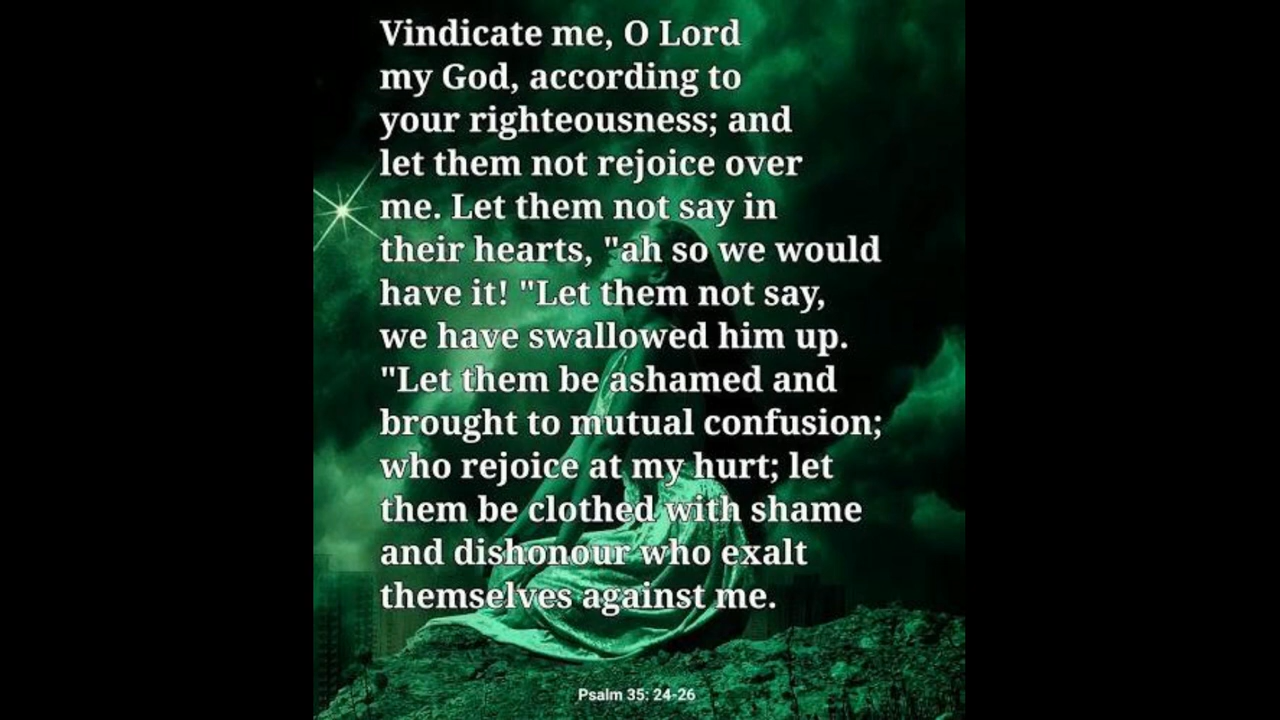 Vindicate me, O Lord
my God, according to
your righteousness; and
let them not rejoice over
me. Let them not say in
their hearts, "ah so we would
have it! "Let them not say,
we have swallowed him up.
"Let them be ashamed and
brought to mutual confusion;
who rejoice at my hurt; let
them be clothed with shame
and dishonour who exalt
themselves against me.
Psalm 35: 24-26